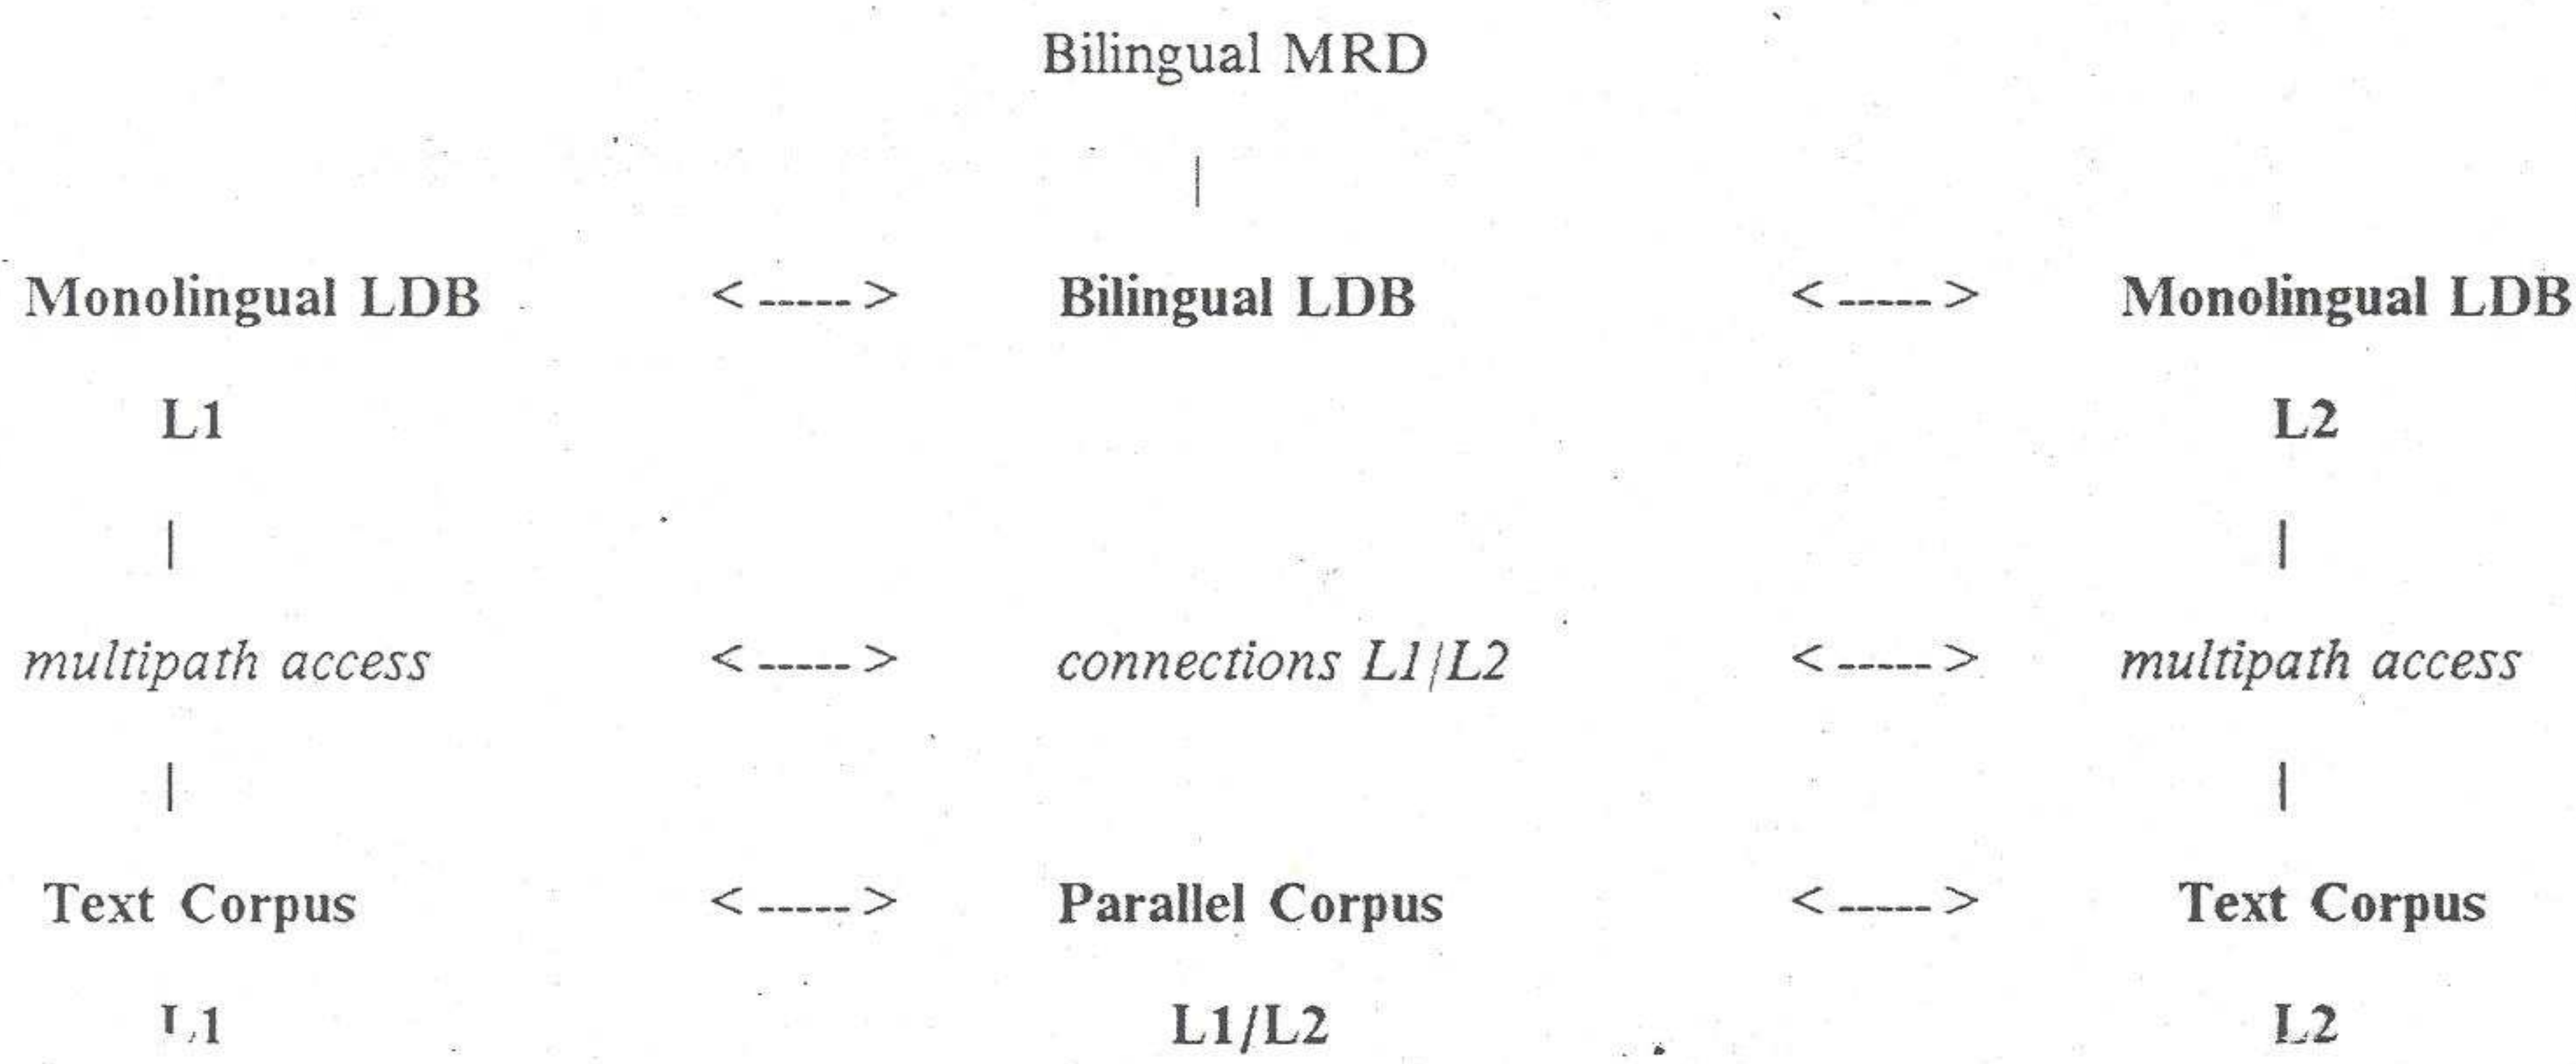 Bilingual MRD
|
Monolingual LDB <-----> Bilingual LDB <-----> Monolingual LDB
L1 L2
| |
multipath access <-----> connections L1/L2 <-----> multipath access
| |
Text Corpus <-----> Parallel Corpus <-----> Text Corpus
L1 L1/L2 L2